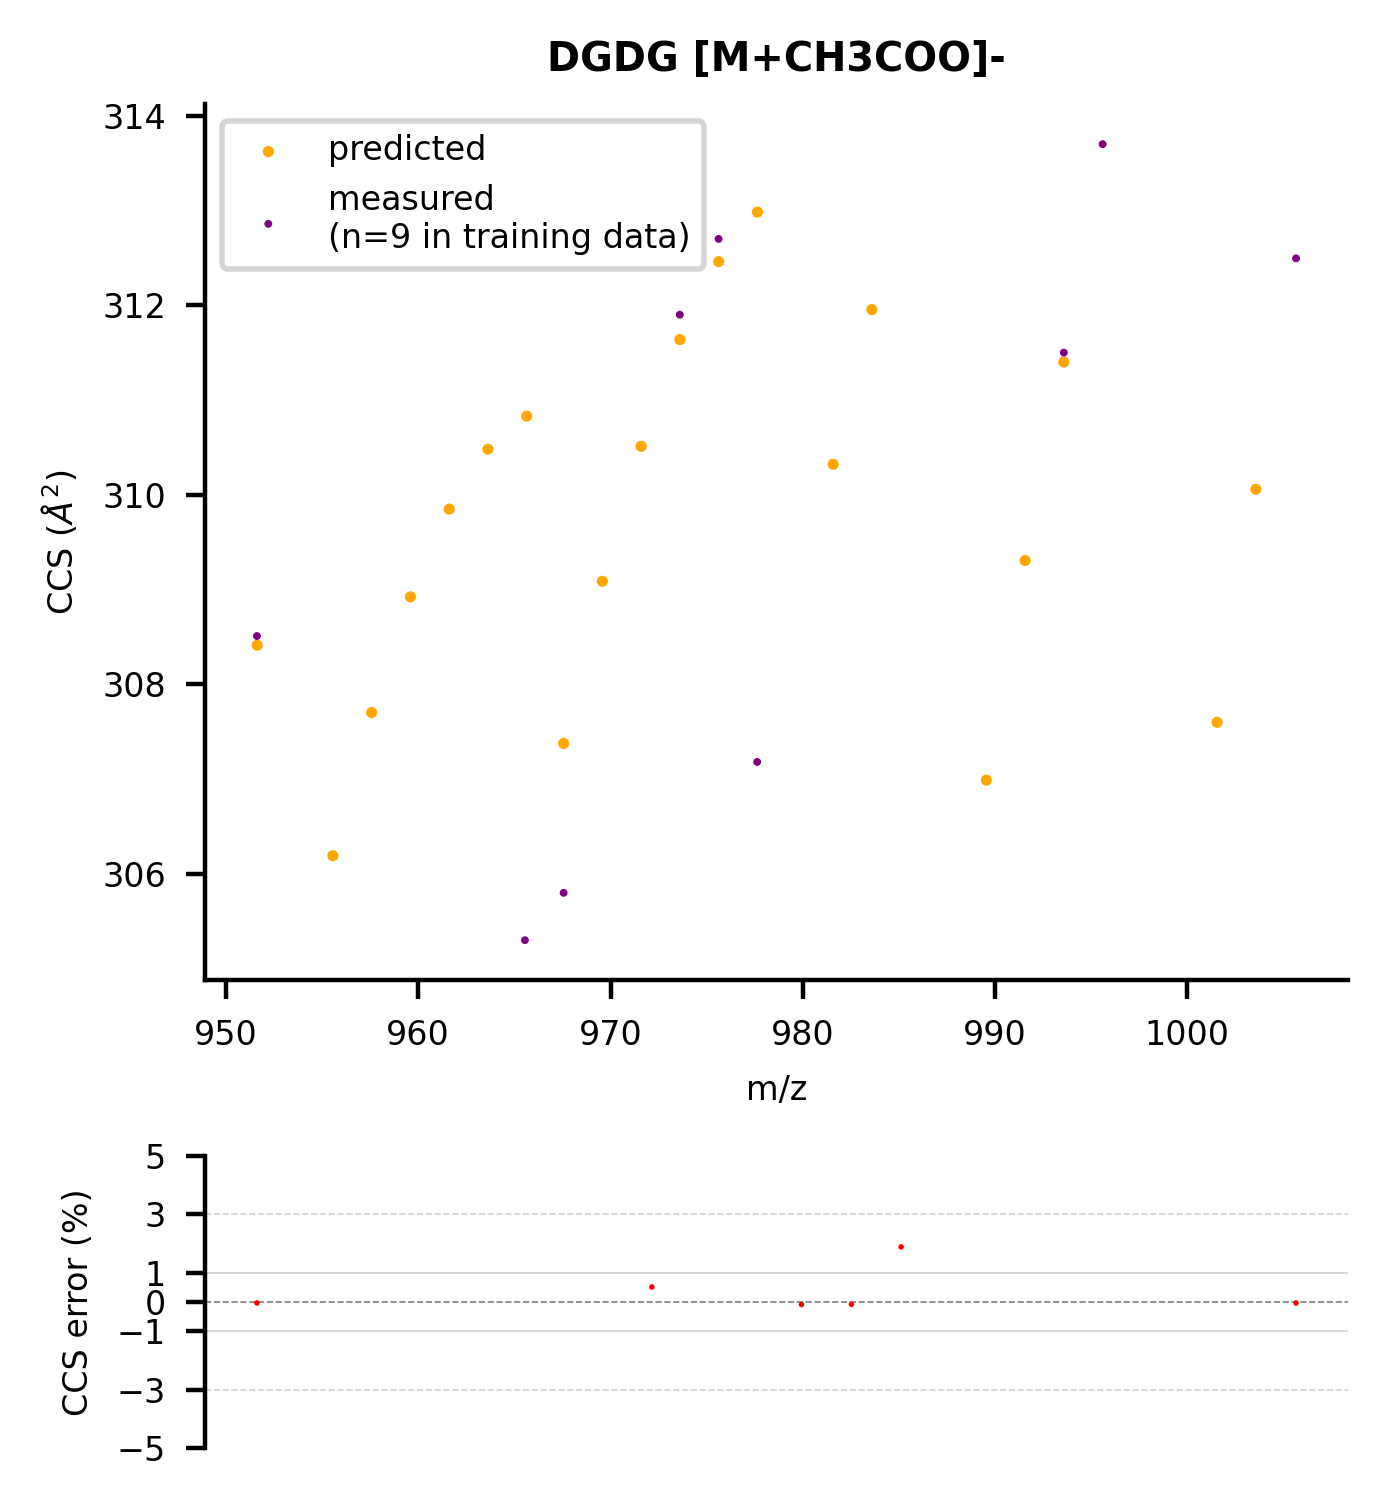 DGDG [M+CH3COO]-
314
312
310
308
306
CCS (Å²)
predicted
measured
(n=9 in training data)
950 960 970 980 990 1000
m/z
5
3
1
0
−1
−3
−5
CCS error (%)